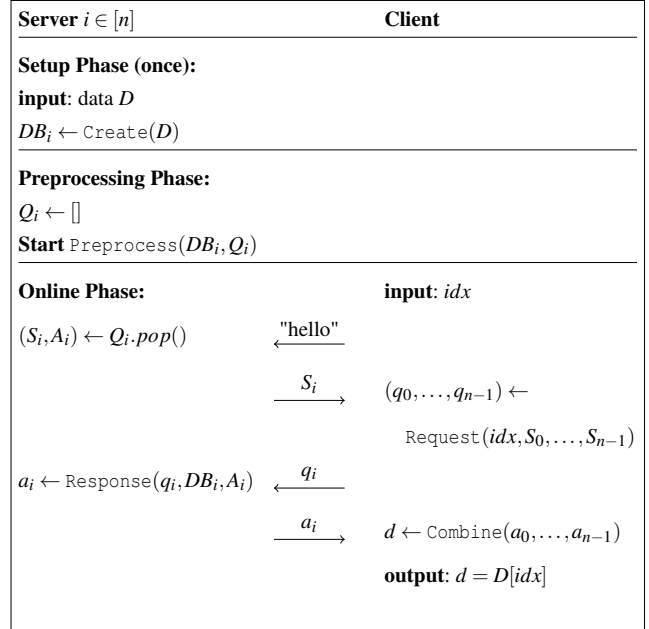 Server i ∈ [n] Client
Setup Phase (once):
input: data D
DB_i ← Create(D)
Preprocessing Phase:
Q_i ← []
Start Preprocess(DB_i, Q_i)
Online Phase: input: idx
(S_i, A_i) ← Q_i.pop() "hello"
S_i (q_0, ..., q_{n−1}) ←
Request(idx, S_0, ..., S_{n−1})
a_i ← Response(q_i, DB_i, A_i) q_i
a_i d ← Combine(a_0, ..., a_{n−1})
output: d = D[idx]